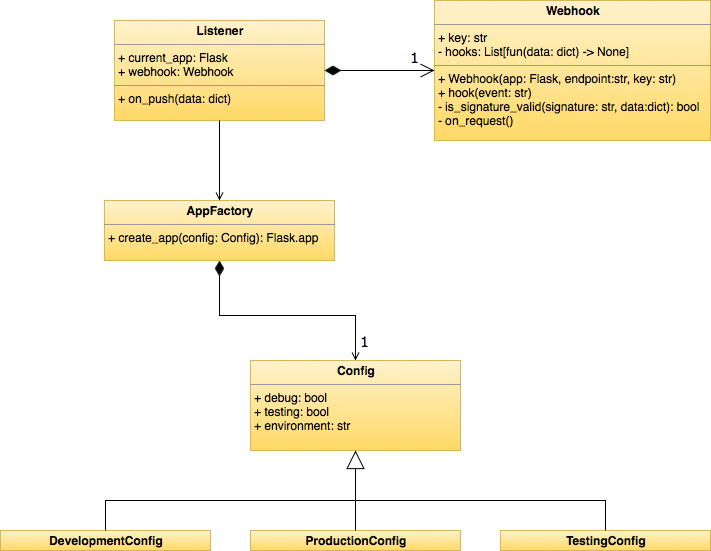 Listener
+ current_app: Flask
+ webhook: Webhook
+ on_push(data: dict)
1
Webhook
+ key: str
- hooks: List[fun(data: dict) -> None]
+ Webhook(app: Flask, endpoint:str, key: str)
+ hook(event: str)
- is_signature_valid(signature: str, data:dict): bool
- on_request()
AppFactory
+ create_app(config: Config): Flask.app
1
Config
+ debug: bool
+ testing: bool
+ environment: str
DevelopmentConfig
ProductionConfig
TestingConfig